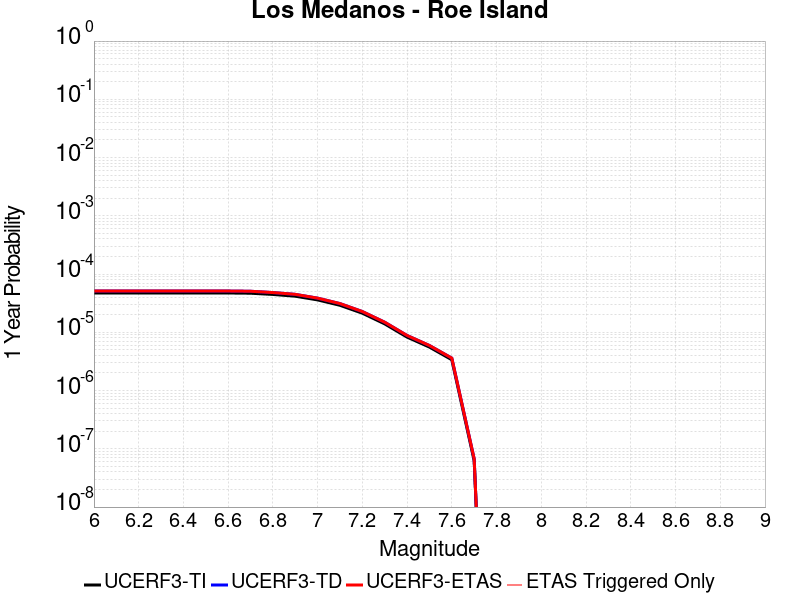 Los Medanos - Roe Island
10^0
10^-1
10^-2
10^-3
10^-4
10^-5
10^-6
10^-7
10^-8
1 Year Probability
6 6.2 6.4 6.6 6.8 7 7.2 7.4 7.6 7.8 8 8.2 8.4 8.6 8.8 9
Magnitude
UCERF3-TI UCERF3-TD UCERF3-ETAS ETAS Triggered Only